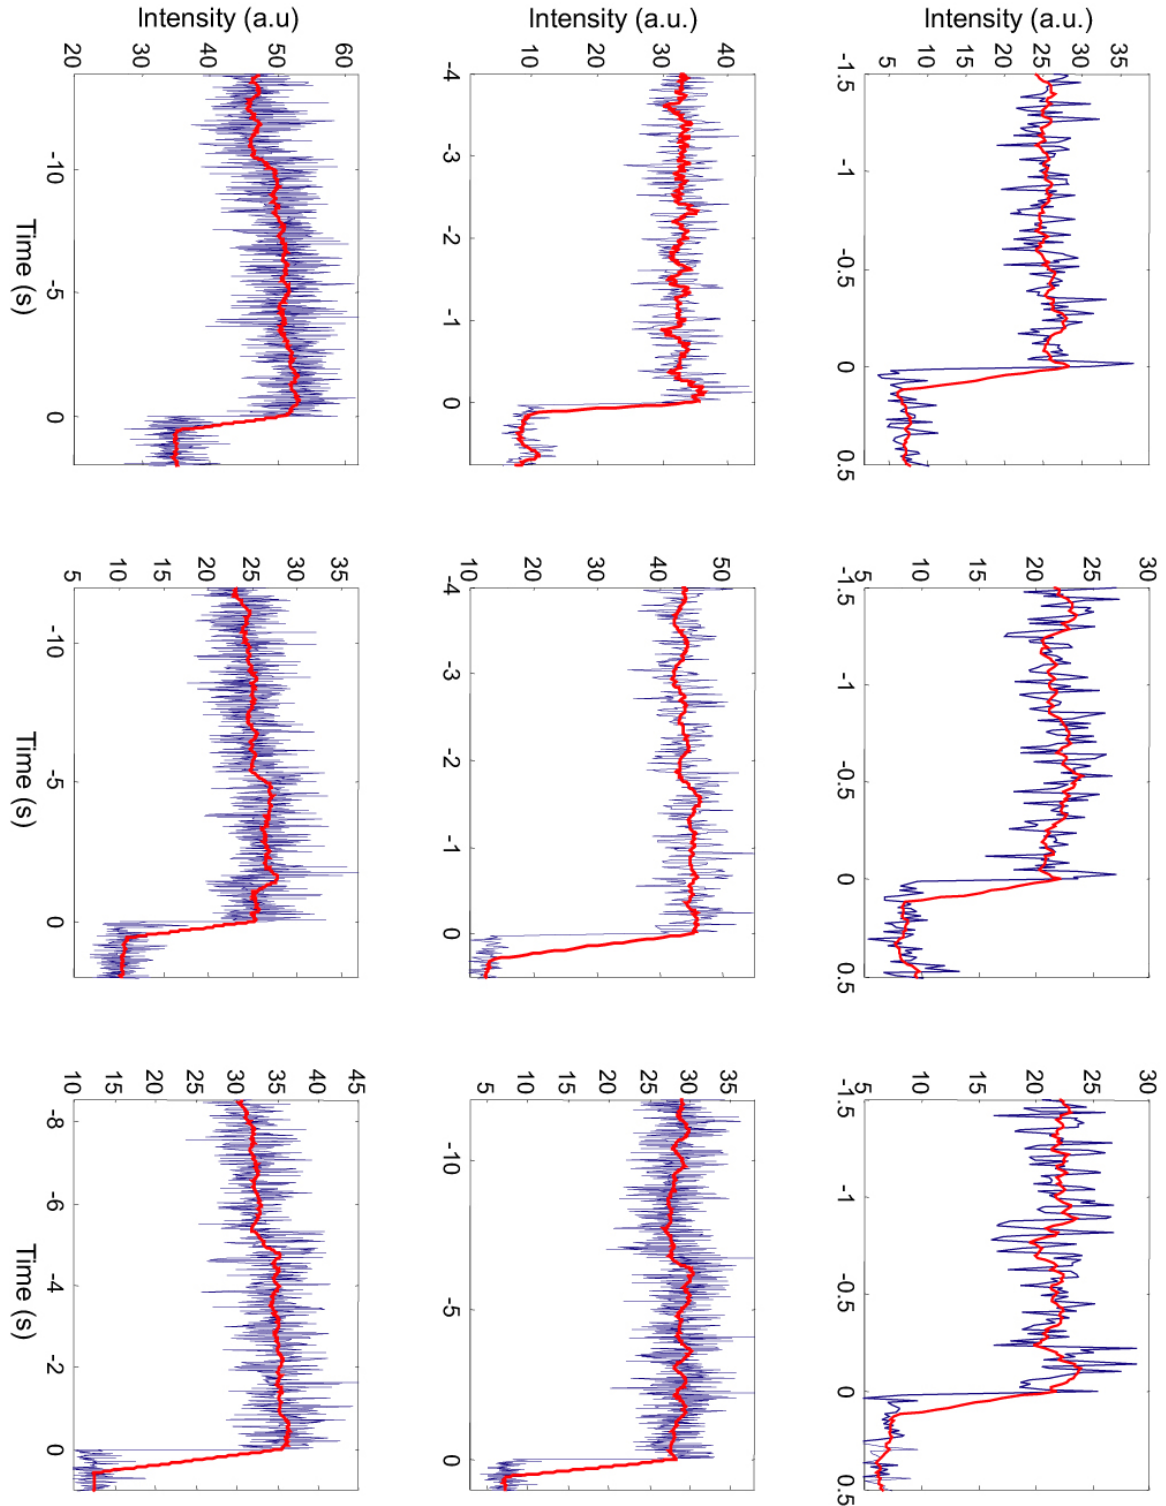 Intensity (a.u) Intensity (a.u.) Intensity (a.u.)
20 30 40 50 60
-10 -5 0
Time (s)
10 20 30 40
-4 -3 -2 -1 0
5 10 15 20 25 30 35
-1.5 -1 -0.5 0 0.5
5 10 15 20 25 30 35
-10 -5 0
Time (s)
10 20 30 40 50
-4 -3 -2 -1 0
5 10 15 20 25 30
-1.5 -1 -0.5 0 0.5
10 15 20 25 30 35 40 45
-8 -6 -4 -2 0
Time (s)
5 10 15 20 25 30 35
-10 -5 0
5 10 15 20 25 30
-1.5 -1 -0.5 0 0.5